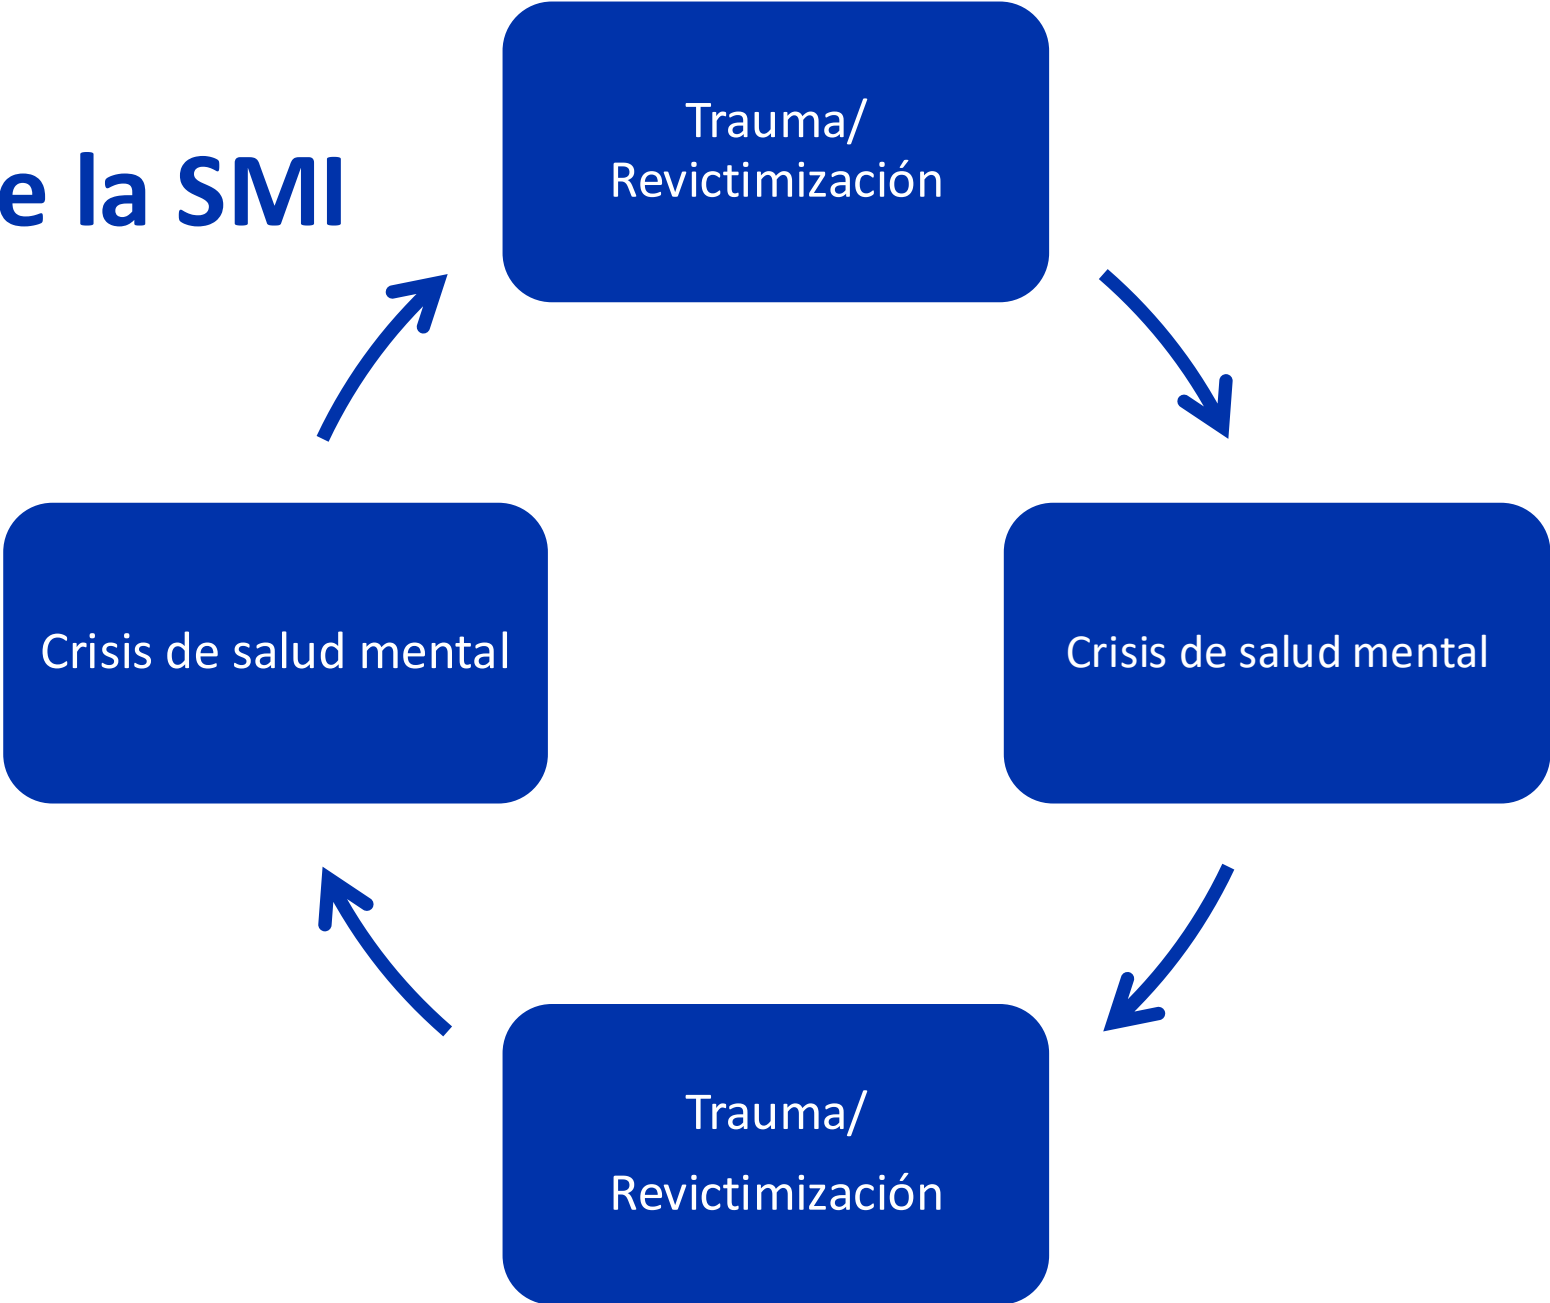 Trauma/
Revictimización
e la SMI
Crisis de salud mental
Crisis de salud mental
Trauma/
Revictimización